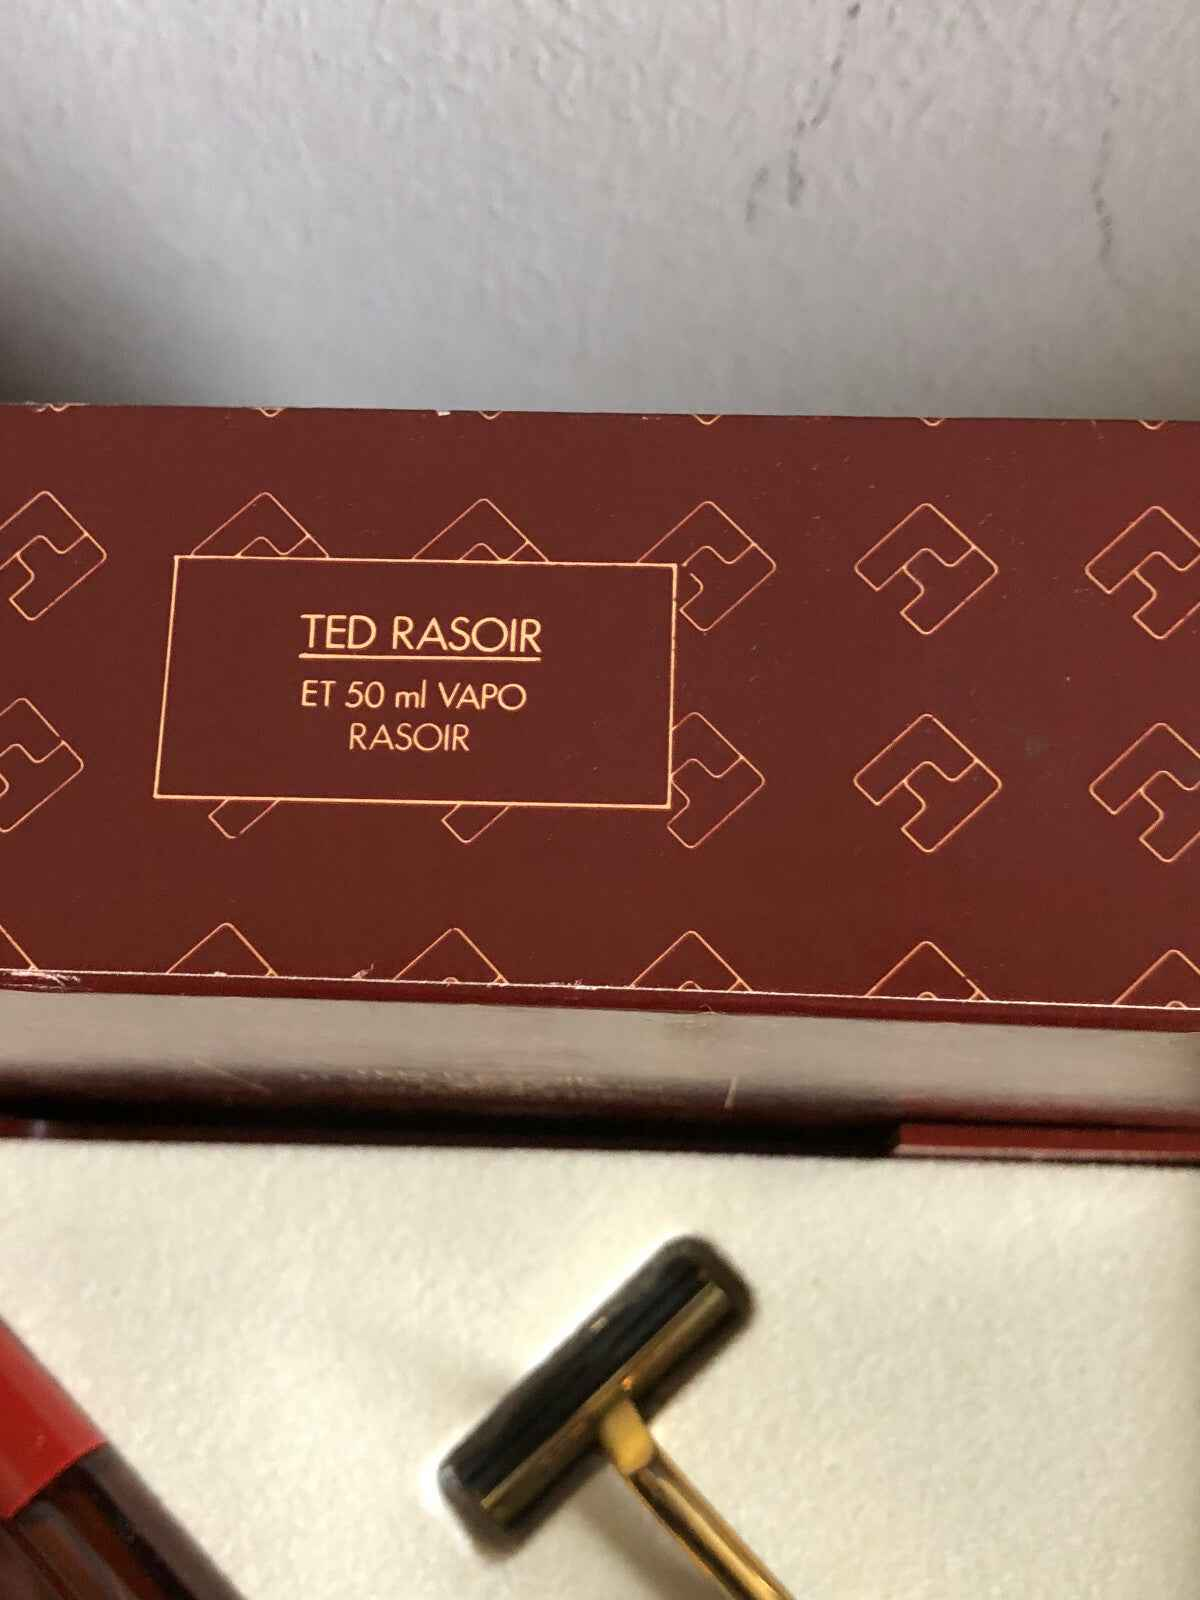 TED RASOIR
ET 50 ml VAPO
RASOIR